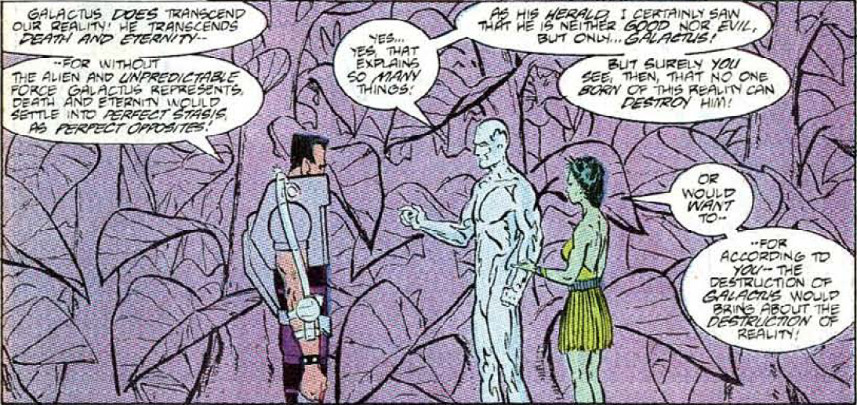 GALACTUS DOES TRANSCEND
OUR REALITY! HE TRANSCENDS
DEATH AND ETERNITY--
--FOR WITHOUT
THE ALIEN AND UNPREDICTABLE
FORCE GALACTUS REPRESENTS,
DEATH AND ETERNITY WOULD
SETTLE INTO PERFECT STASIS,
AS PERFECT OPPOSITES!
YES...
YES, THAT
EXPLAINS
SO MANY
THINGS!
AS HIS HERALD, I CERTAINLY SAW
THAT HE IS NEITHER GOOD NOR EVIL,
BUT ONLY... GALACTUS!
BUT SURELY YOU
SEE, THEN, THAT NO ONE
BORN OF THIS REALITY CAN
DESTROY HIM!
OR
WOULD
WANT
TO--
--FOR
ACCORDING TO
YOU-- THE
DESTRUCTION OF
GALACTUS WOULD
BRING ABOUT THE
DESTRUCTION OF
REALITY!